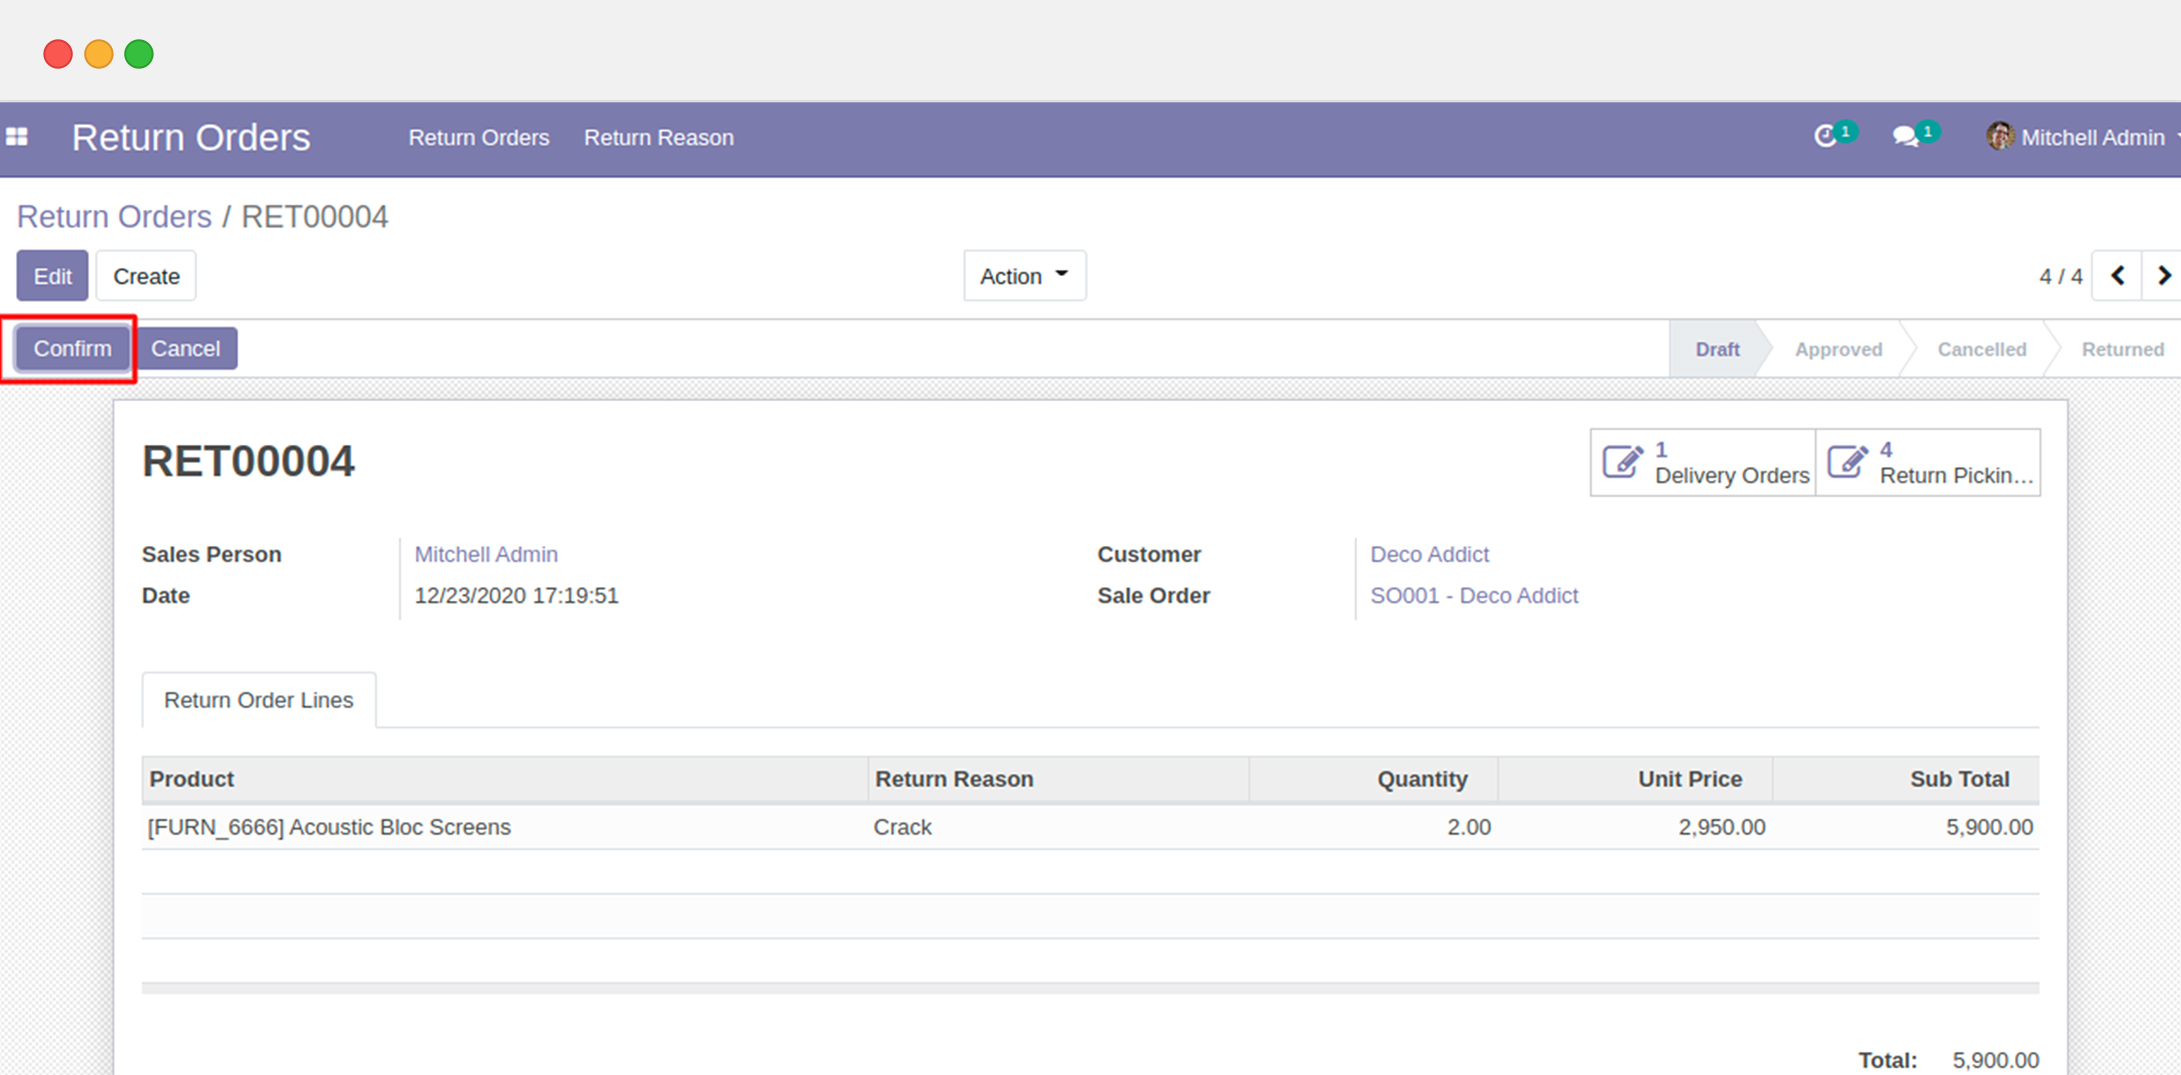 Return Orders Return Orders Return Reason 1 1 Mitchell Admin
Return Orders / RET00004
Edit Create Action 4 / 4
Confirm Cancel Draft Approved Cancelled Returned
RET00004
1 Delivery Orders
4 Return Pickin...
Sales Person Mitchell Admin Customer Deco Addict
Date 12/23/2020 17:19:51 Sale Order SO001 - Deco Addict
Return Order Lines
Product Return Reason Quantity Unit Price Sub Total
[FURN_6666] Acoustic Bloc Screens Crack 2.00 2,950.00 5,900.00
Total: 5,900.00